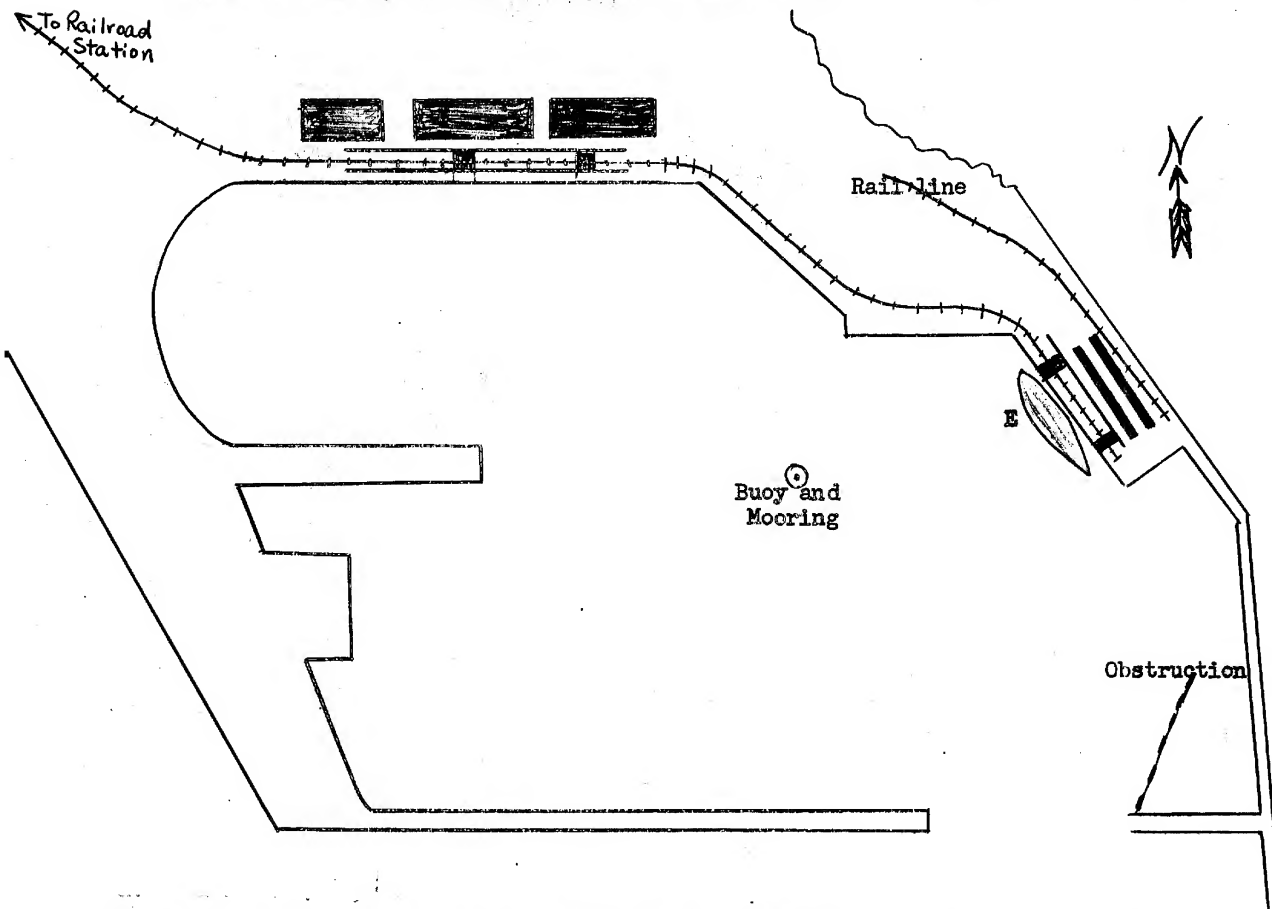 To Railroad
Station
Rail line
E
Buoy and
Mooring
Obstruction
N